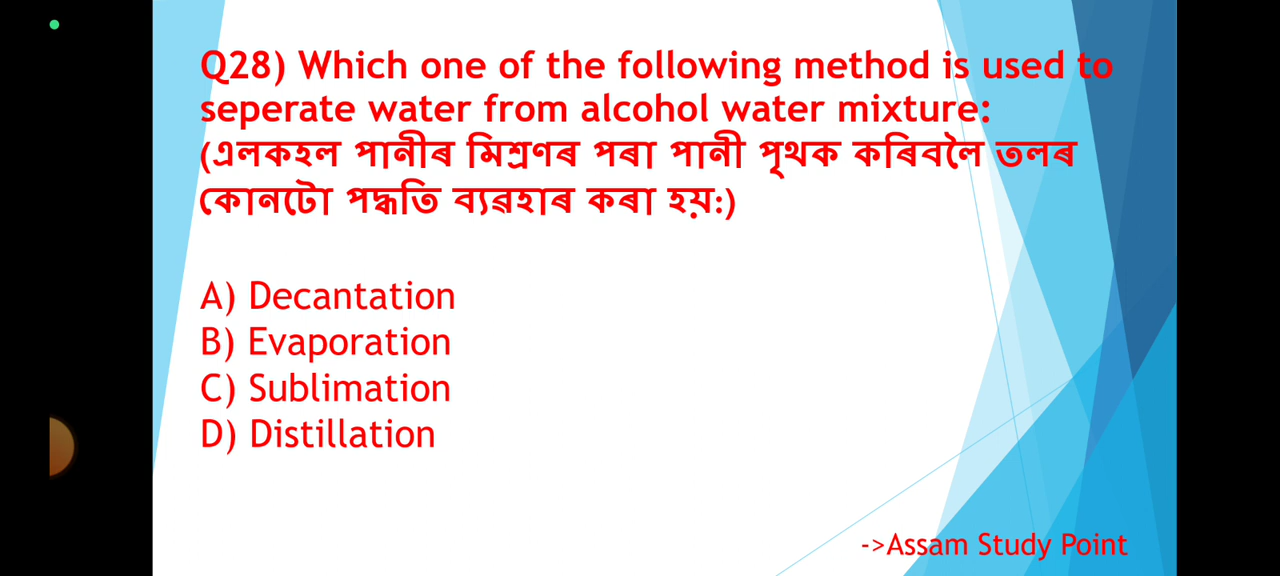 Q28) Which one of the following method is used to
seperate water from alcohol water mixture:
(এলকহল পানীৰ মিশ্ৰণৰ পৰা পানী পৃথক কৰিবলৈ তলৰ
কোনটো পদ্ধতি ব্যৱহাৰ কৰা হয়:)
A) Decantation
B) Evaporation
C) Sublimation
D) Distillation
->Assam Study Point